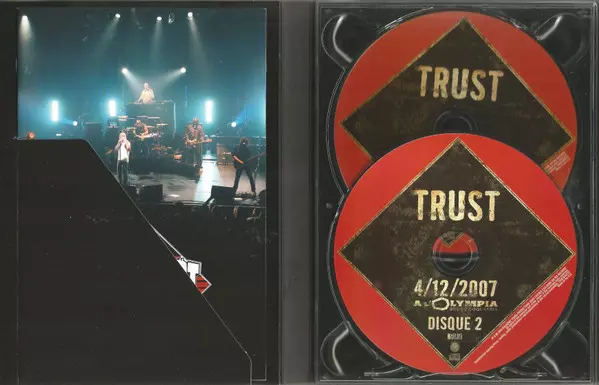 TRUST
TRUST
4/12/2007
A L'OLYMPIA
DISQUE 2